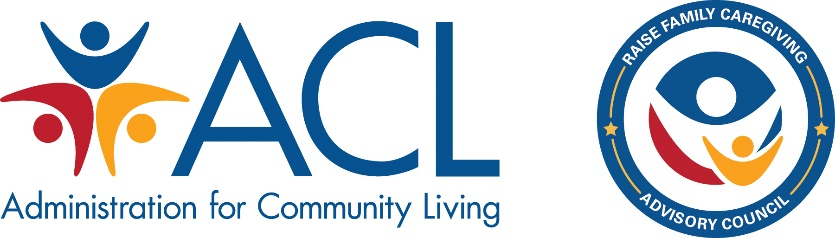 ACL
Administration for Community Living
RAISE FAMILY CAREGIVING
ADVISORY COUNCIL